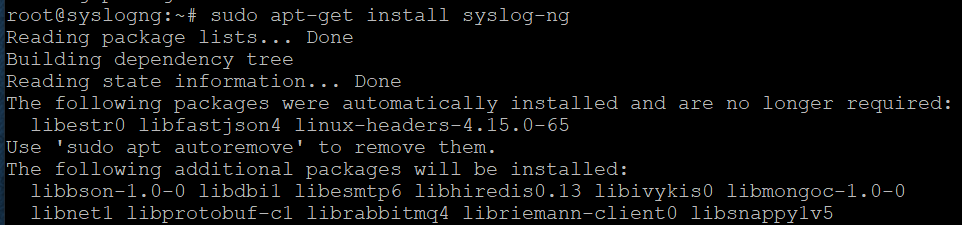 root@syslogng:~# sudo apt-get install syslog-ng
Reading package lists... Done
Building dependency tree
Reading state information... Done
The following packages were automatically installed and are no longer required:
  libestr0 libfastjson4 linux-headers-4.15.0-65
Use 'sudo apt autoremove' to remove them.
The following additional packages will be installed:
  libbson-1.0-0 libdbi1 libesmtp6 libhiredis0.13 libivykis0 libmongoc-1.0-0
  libnet1 libprotobuf-c1 librabbitmq4 libriemann-client0 libsnappy1v5